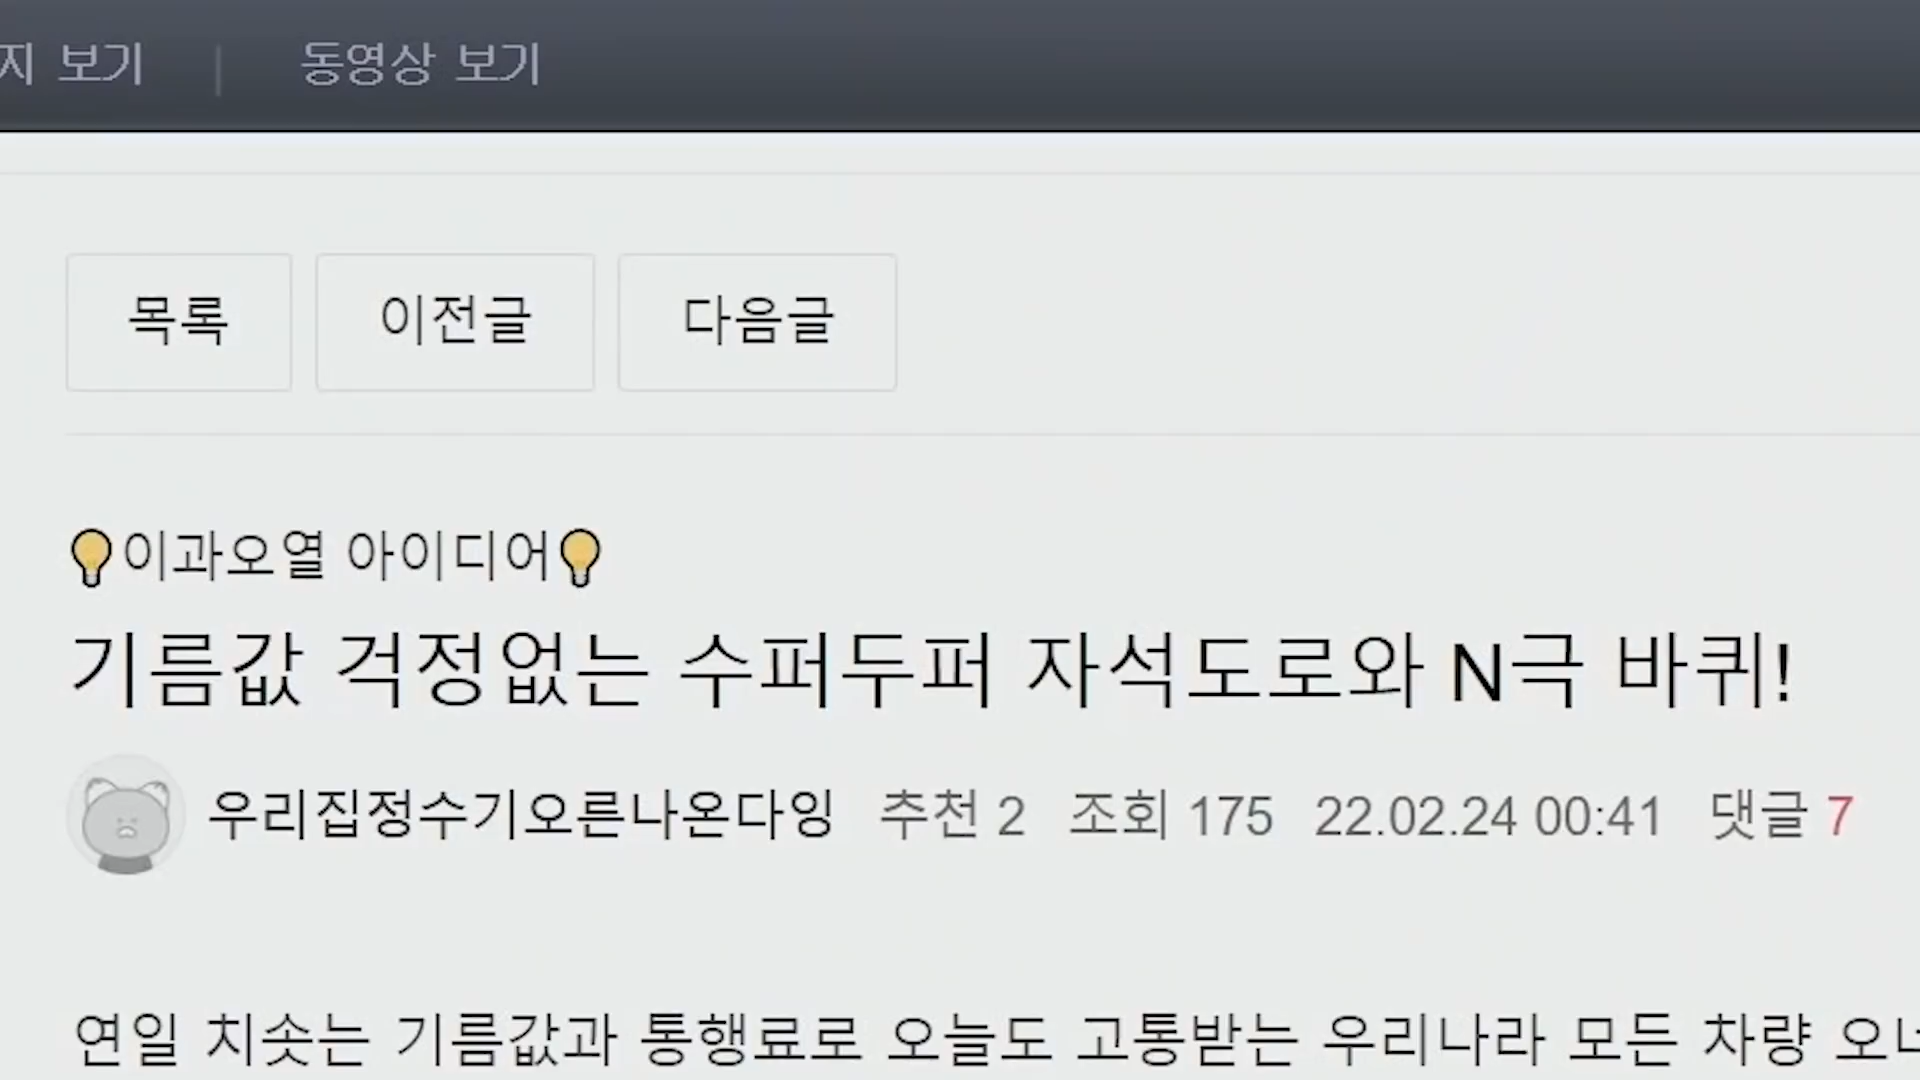 지 보기 | 동영상 보기
목록 이전글 다음글
💡이과오열 아이디어💡
기름값 걱정없는 수퍼두퍼 자석도로와 N극 바퀴!
우리집정수기오른나온다잉 추천 2 조회 175 22.02.24 00:41 댓글 7
연일 치솟는 기름값과 통행료로 오늘도 고통받는 우리나라 모든 차량 오